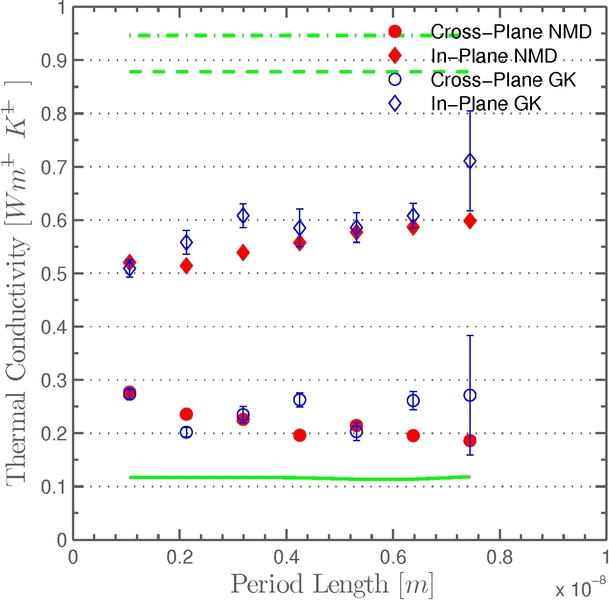 1
0.9
0.8
0.7
0.6
0.5
0.4
0.3
0.2
0.1
0
Thermal Conductivity [Wm± K±]
Cross-Plane NMD
In-Plane NMD
Cross-Plane GK
In-Plane GK
0 0.2 0.4 0.6 0.8 1
Period Length [m]
x 10⁻⁸